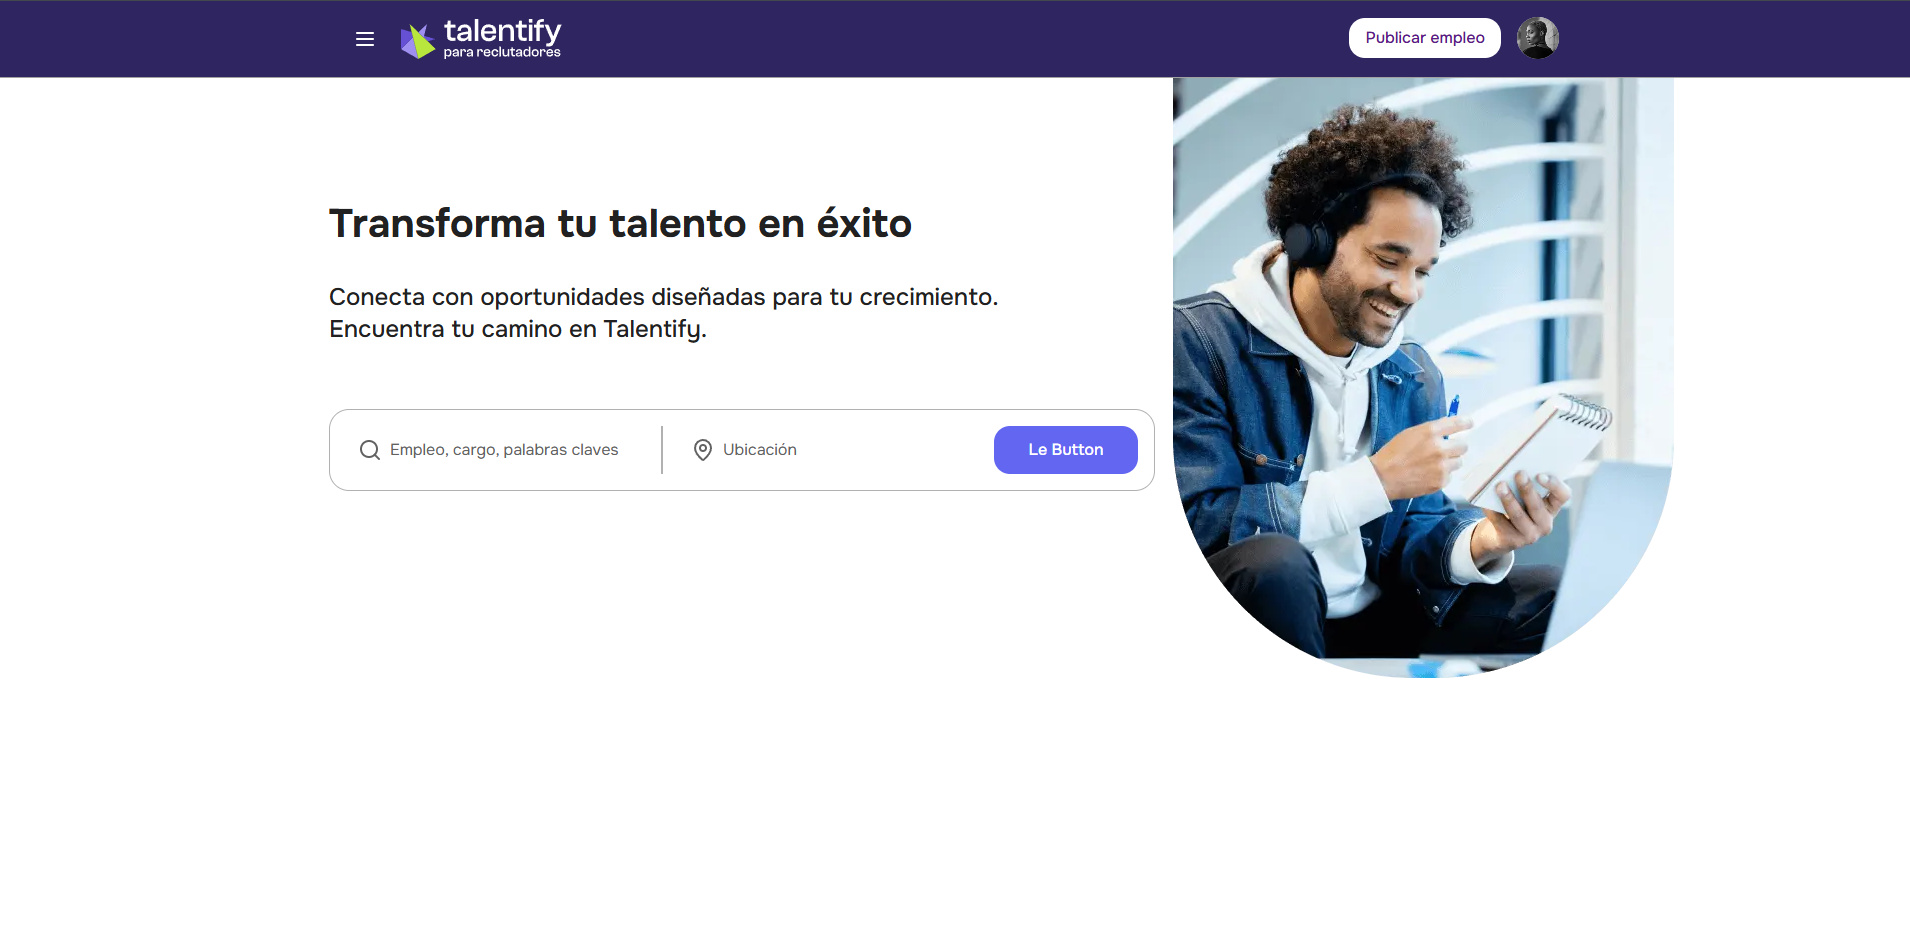 talentify
para reclutadores
Publicar empleo
Transforma tu talento en éxito
Conecta con oportunidades diseñadas para tu crecimiento.
Encuentra tu camino en Talentify.
Empleo, cargo, palabras claves
Ubicación
Le Button